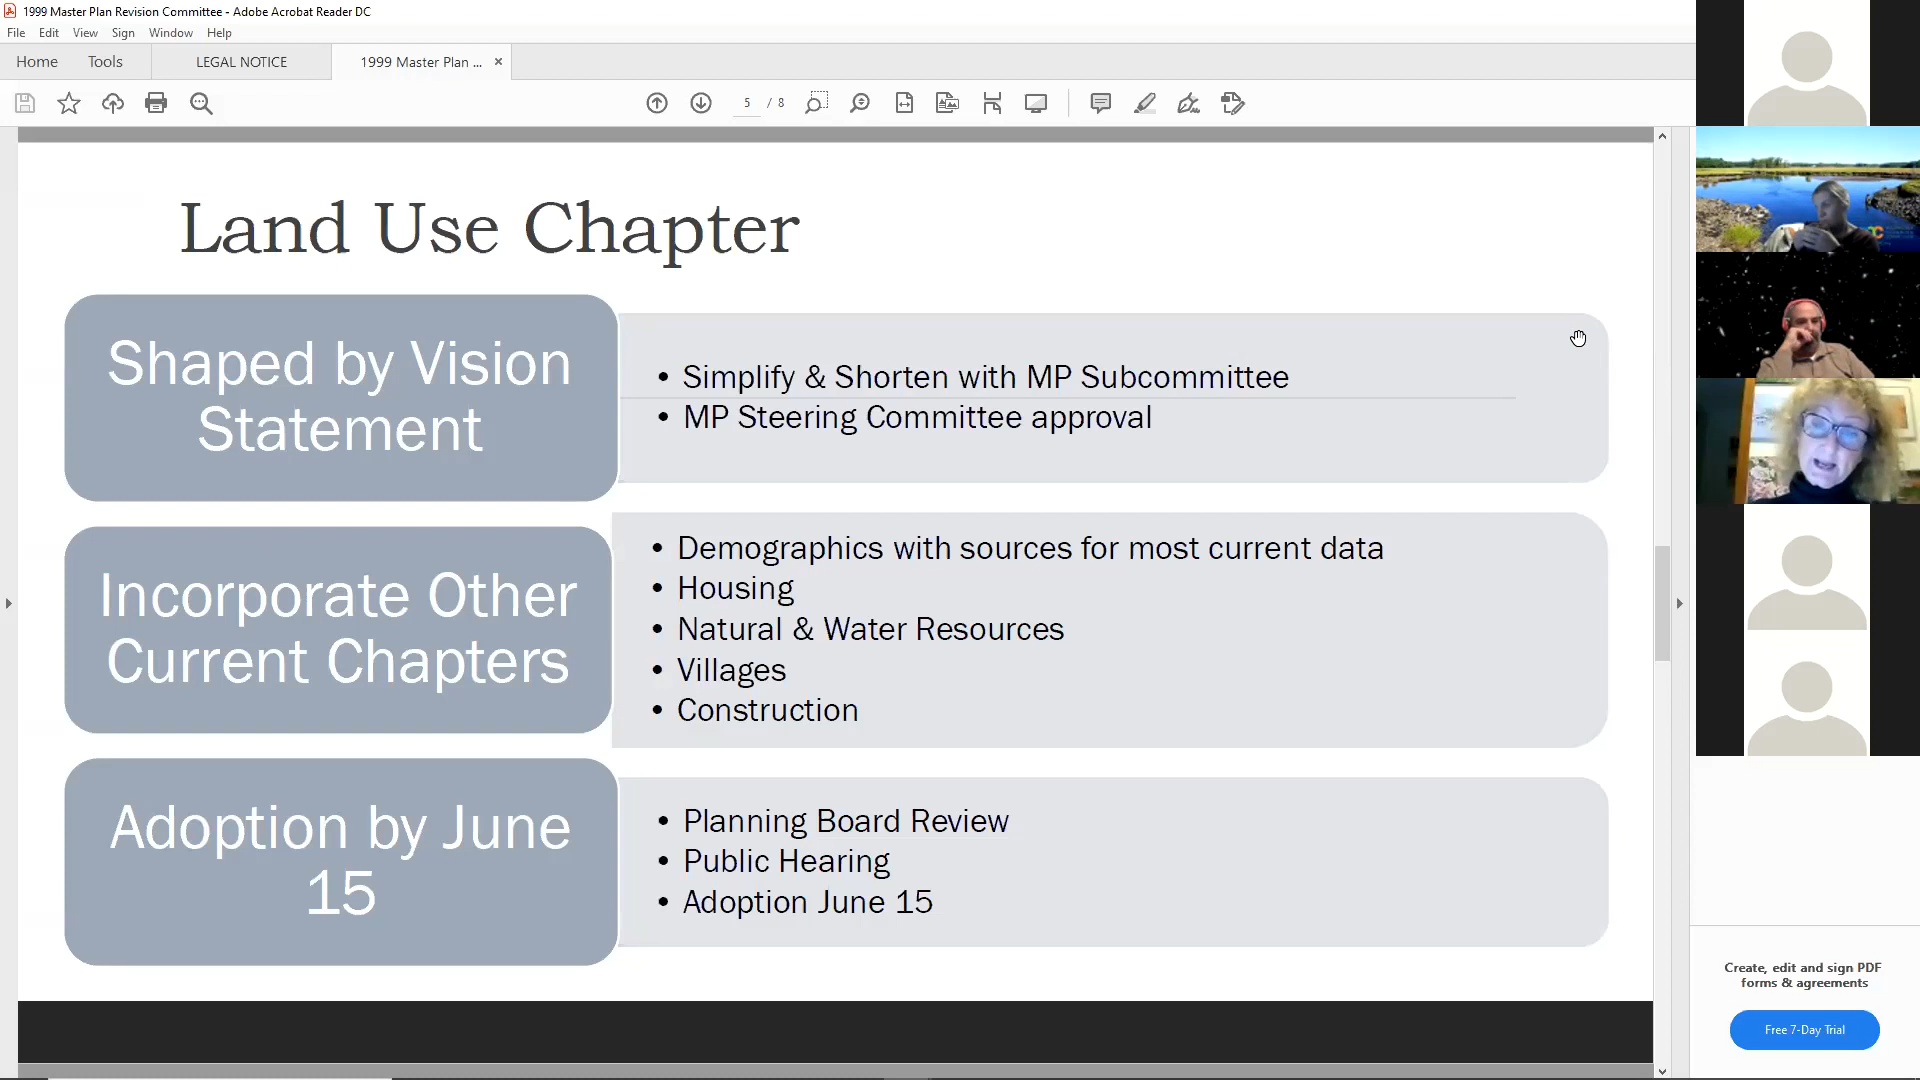 1999 Master Plan Revision Committee - Adobe Acrobat Reader DC
File Edit View Sign Window Help
Home Tools LEGAL NOTICE 1999 Master Plan ... ×
5 / 8
Land Use Chapter
Shaped by Vision
Statement
• Simplify & Shorten with MP Subcommittee
• MP Steering Committee approval
Incorporate Other
Current Chapters
• Demographics with sources for most current data
• Housing
• Natural & Water Resources
• Villages
• Construction
Adoption by June
15
• Planning Board Review
• Public Hearing
• Adoption June 15
Create, edit and sign PDF
forms & agreements
Free 7-Day Trial